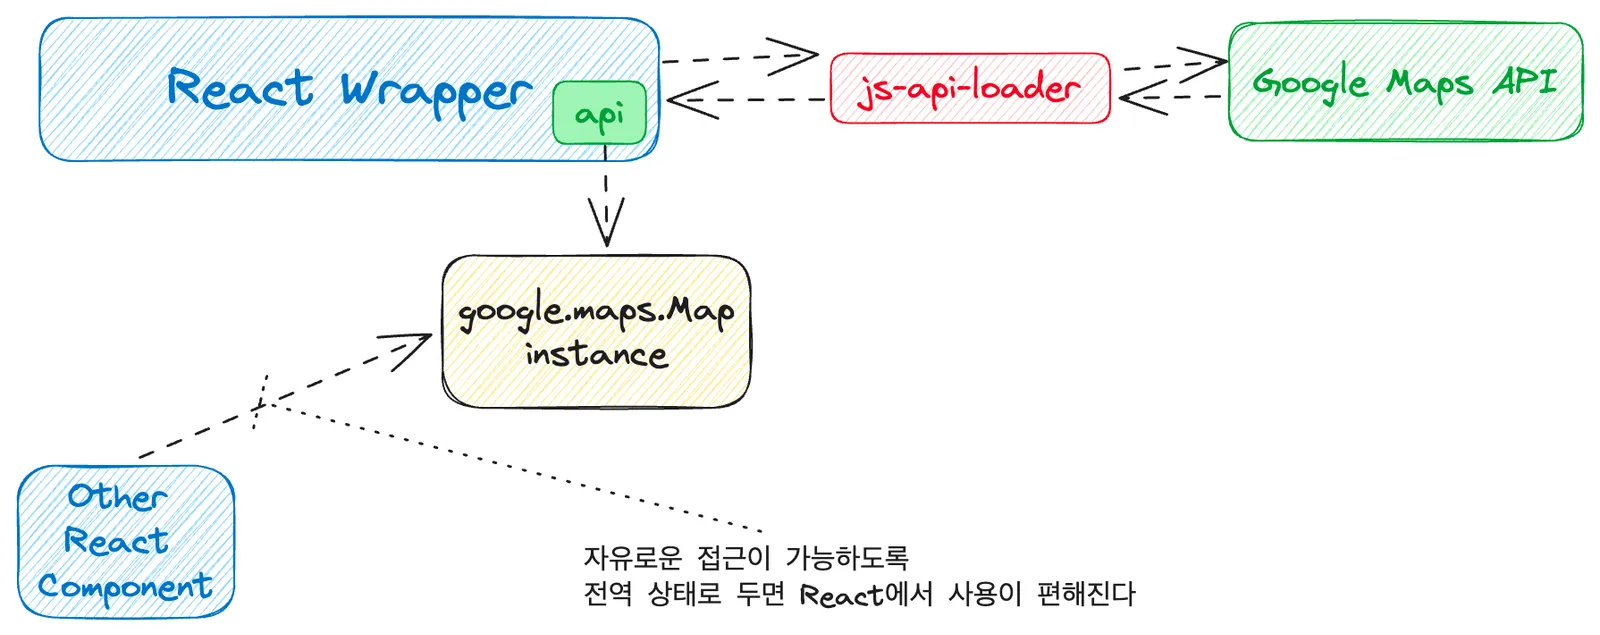 React Wrapper
api
js-api-loader
Google Maps API
google.maps.Map
instance
Other
React
Component
자유로운 접근이 가능하도록
전역 상태로 두면 React에서 사용이 편해진다